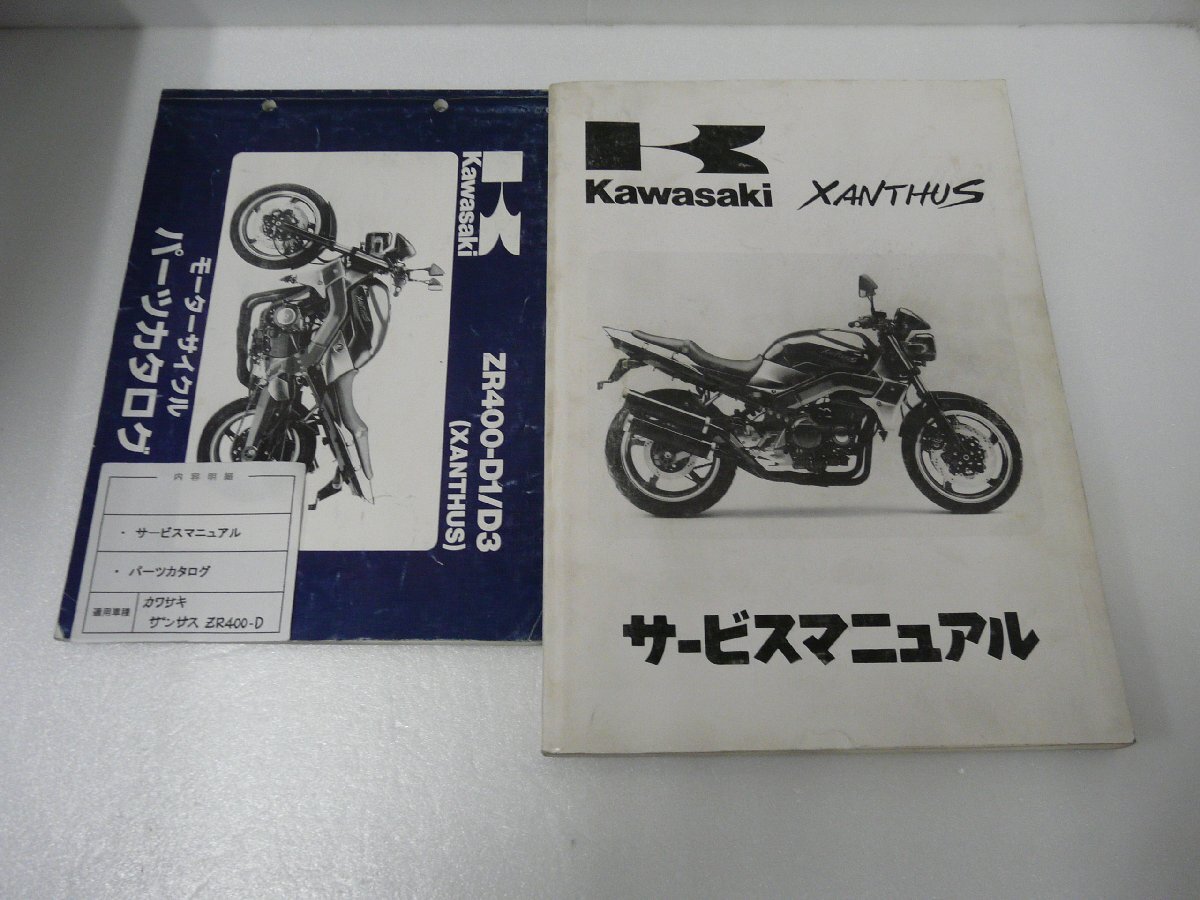 Kawasaki
ZR400-D1/D3
(XANTHUS)
モーターサイクル
パーツカタログ
内容明細
・ サービスマニュアル
・ パーツカタログ
適用車種
カワサキ
ザンザス ZR400-D
Kawasaki XANTHUS
サービスマニュアル